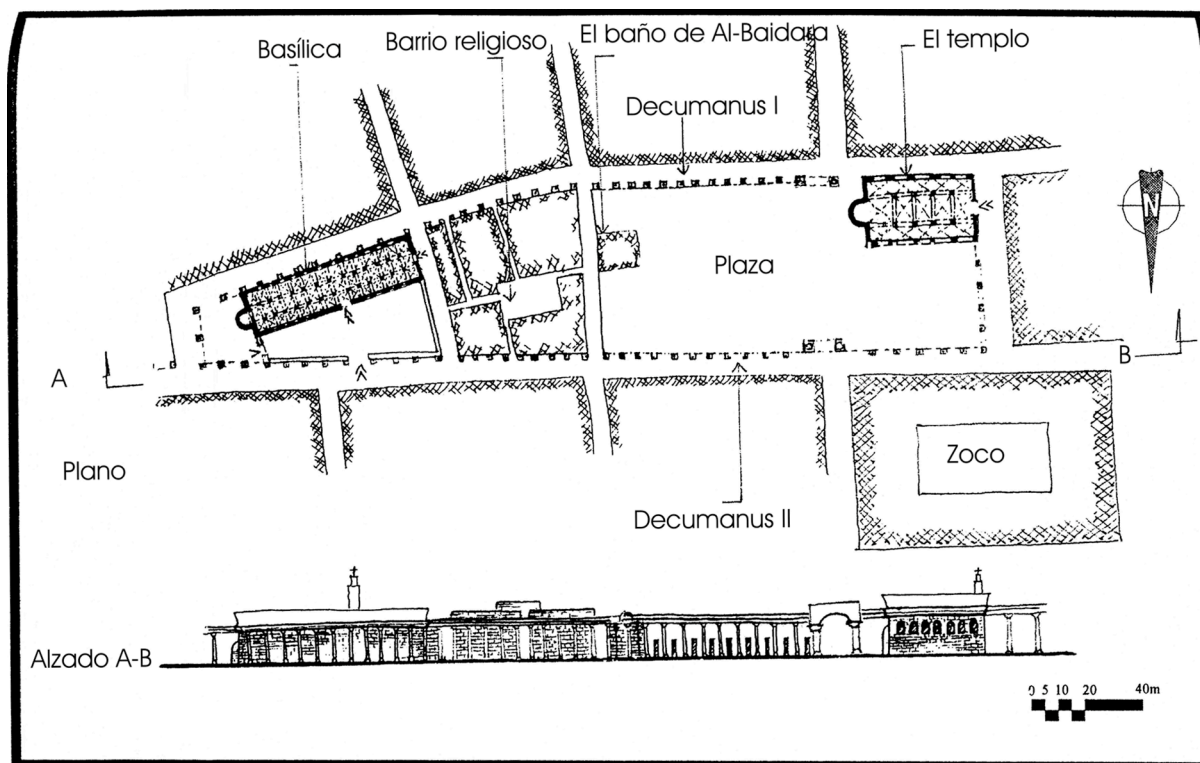 Basílica
Barrio religioso
El baño de Al-Baidara
El templo
Decumanus I
N
Plaza
A
B
Plano
Zoco
Decumanus II
Alzado A-B
0 5 10 20 40m